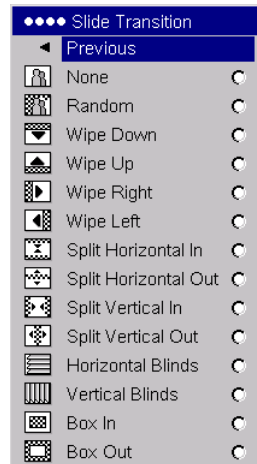 Slide Transition
Previous
None
Random
Wipe Down
Wipe Up
Wipe Right
Wipe Left
Split Horizontal In
Split Horizontal Out
Split Vertical In
Split Vertical Out
Horizontal Blinds
Vertical Blinds
Box In
Box Out